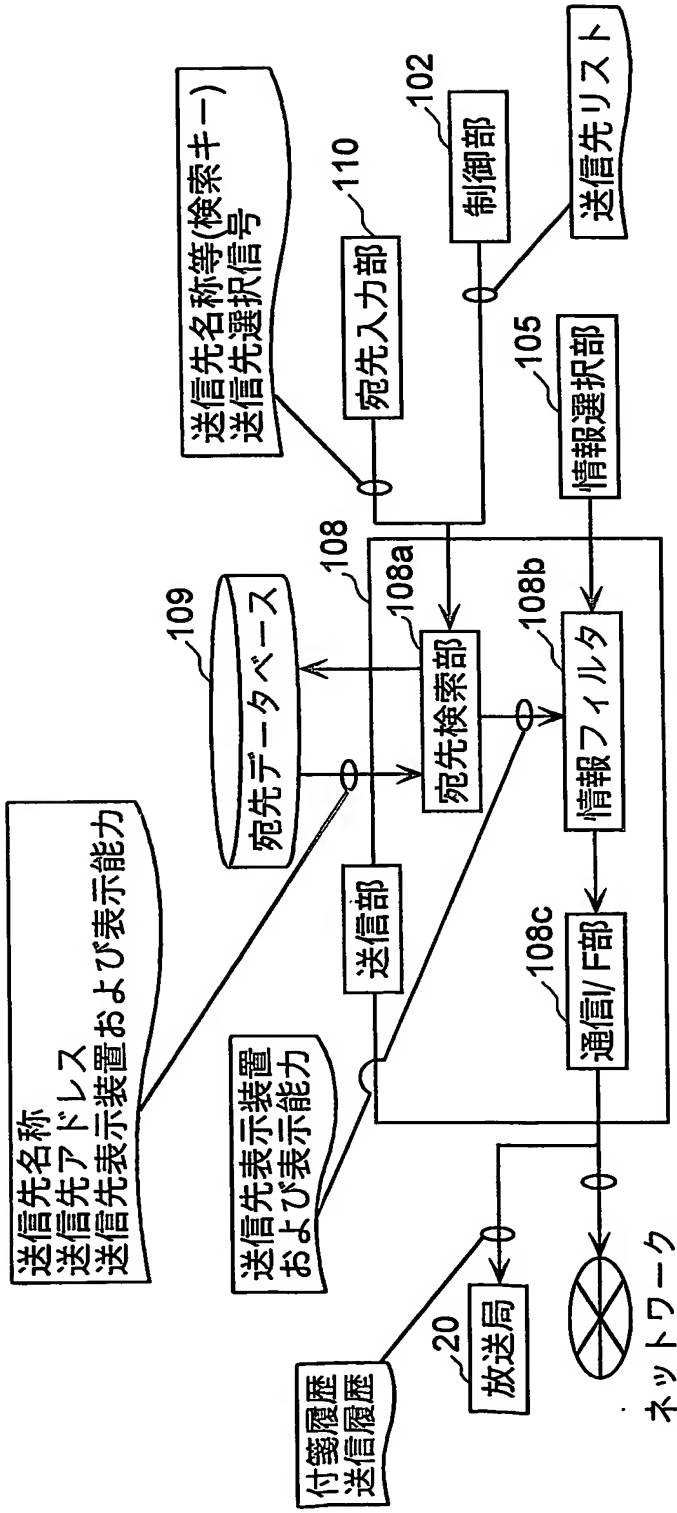 送信先名称
送信先アドレス
送信先表示装置および表示能力
送信先表示装置
および表示能力
付箋履歴
送信履歴
109
宛先データベース
送信先名称等(検索キー)
送信先選択信号
110
宛先入力部
102
制御部
送信先リスト
108
送信部
108a
宛先検索部
105
情報選択部
108b
情報フィルタ
108c
通信I/F部
20
放送局
ネットワーク